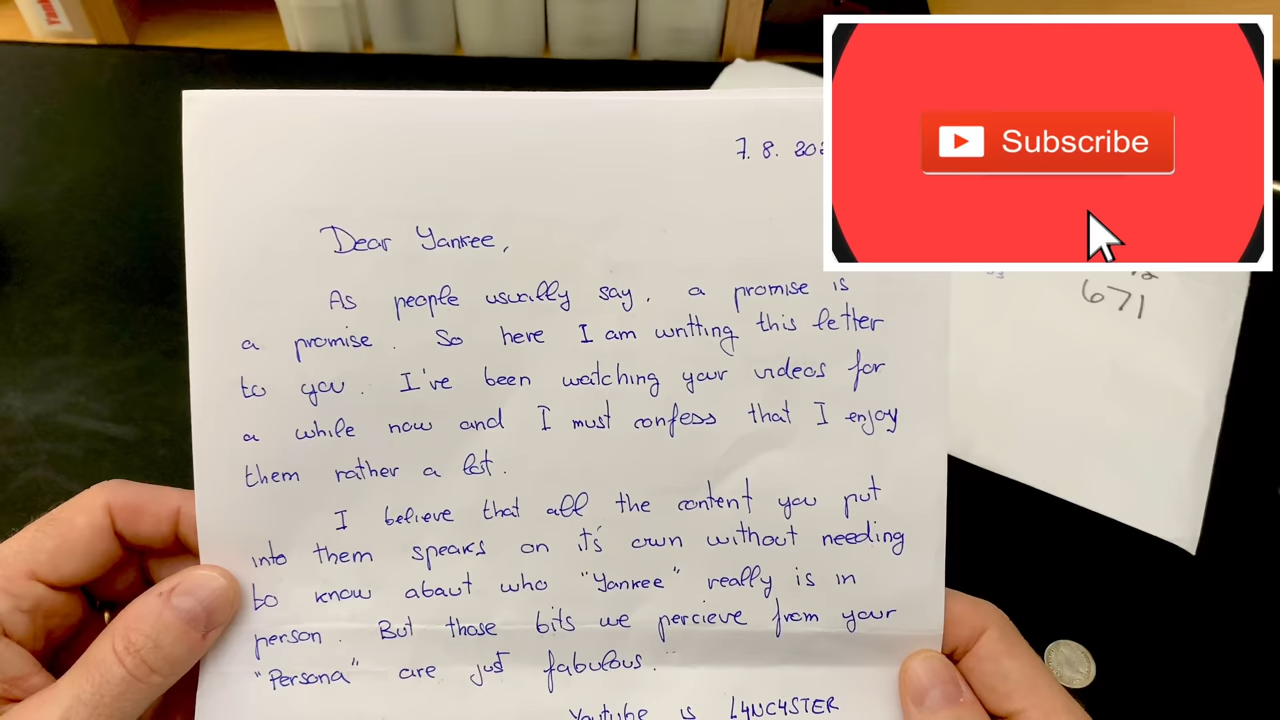 7. 8. 202
Subscribe
671
Dear Yankee,
As people usually say, a promise is
a promise. So here I am writting this letter
to you. I've been watching your videos for
a while now and I must confess that I enjoy
them rather a lot.
I believe that all the content you put
into them speaks on it's own without needing
to know about who "Yankee" really is in
person. But those bits we percieve from your
"Persona" are just fabulous.
Youtube is L4NC4STER